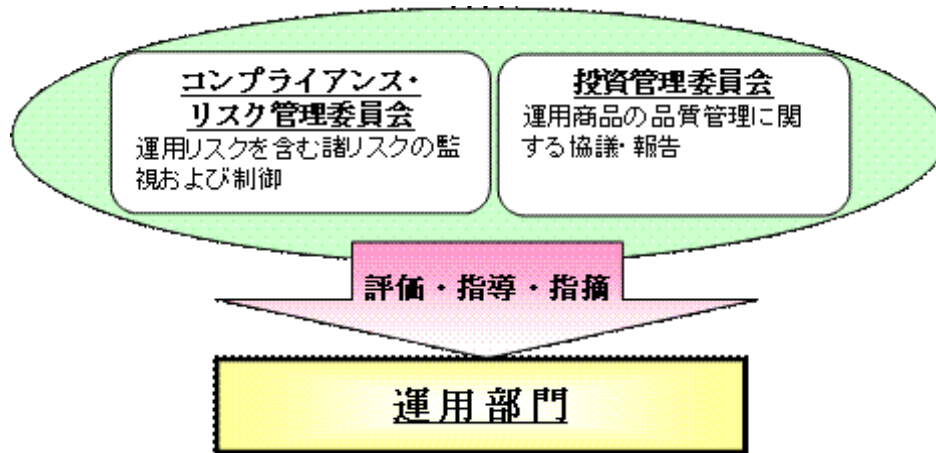 コンプライアンス・
リスク管理委員会
運用リスクを含む諸リスクの監
視および制御
投資管理委員会
運用商品の品質管理に関
する協議・報告
評価・指導・指摘
運用部門